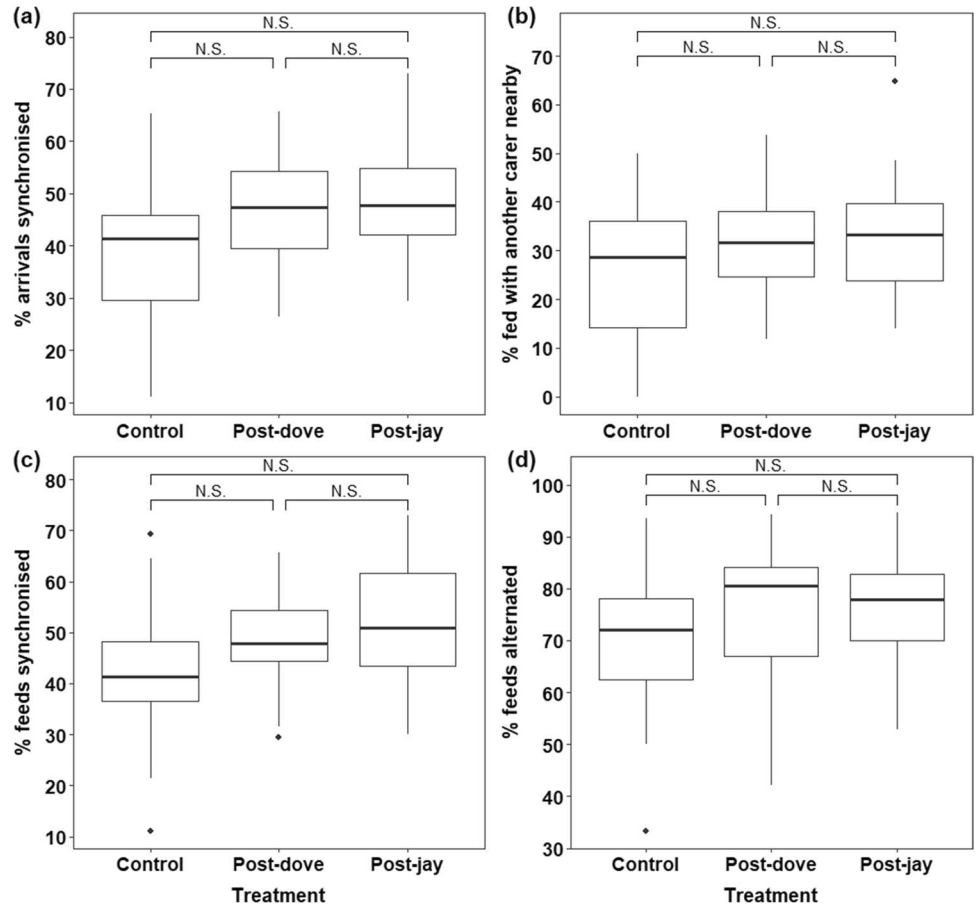 (a)
N.S.
N.S. N.S.
% arrivals synchronised
80
70
60
50
40
30
20
10
Control Post-dove Post-jay
(b)
N.S.
N.S. N.S.
% fed with another carer nearby
70
60
50
40
30
20
10
0
Control Post-dove Post-jay
(c)
N.S.
N.S. N.S.
% feeds synchronised
80
70
60
50
40
30
20
10
Control Post-dove Post-jay
Treatment
(d)
N.S.
N.S. N.S.
% feeds alternated
100
90
80
70
60
50
40
30
Control Post-dove Post-jay
Treatment